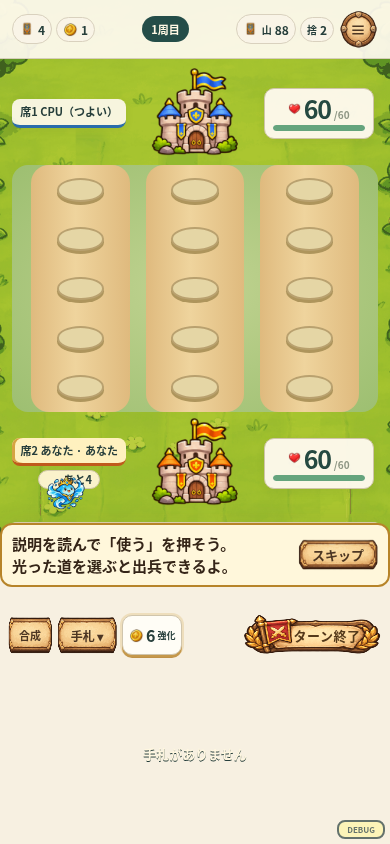 4
1
1周目
山 88
捨 2
席1 CPU（つよい）
60 /60
席2 あなた・あなた
60 /60
あと4
説明を読んで「使う」を押そう。
光った道を選ぶと出兵できるよ。
スキップ
合成
手札▼
6 強化
ターン終了
手札がありません
DEBUG